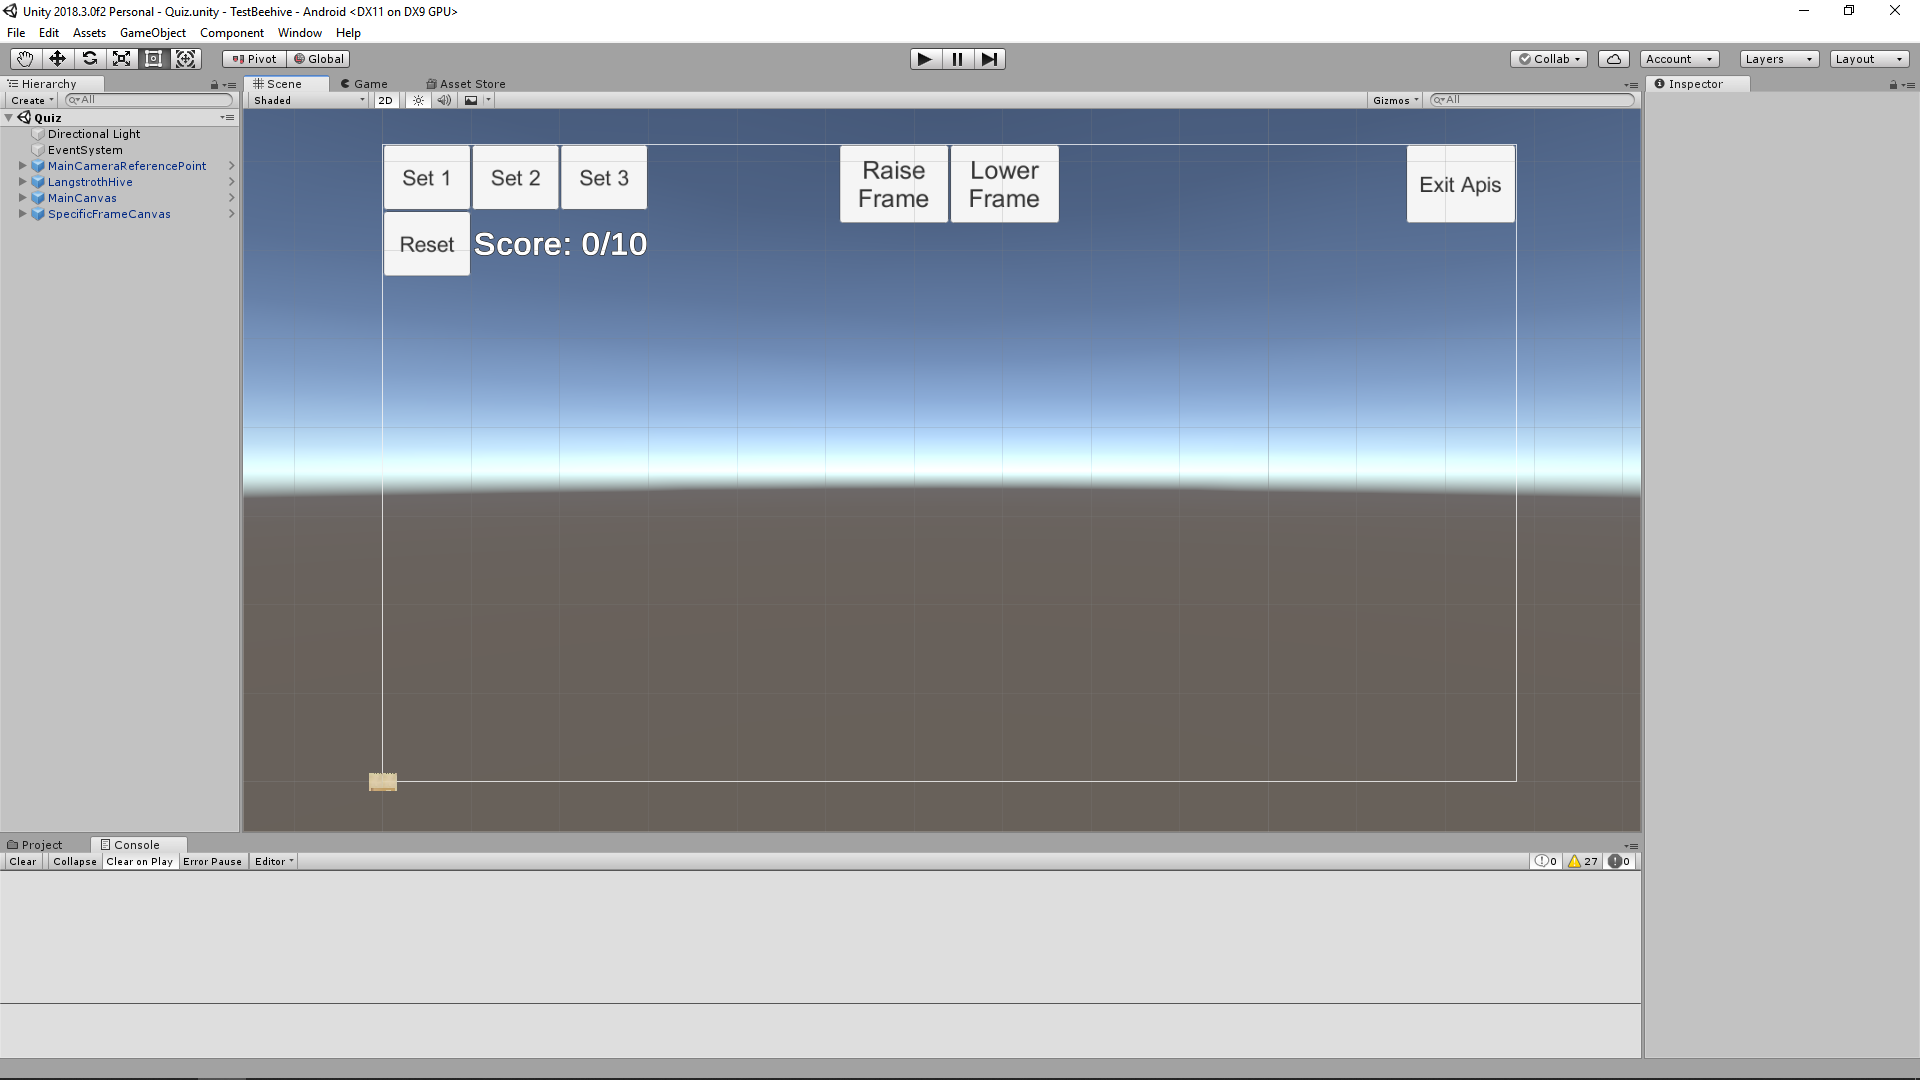 Unity 2018.3.0f2 Personal - Quiz.unity - TestBeehive - Android <DX11 on DX9 GPU>
File Edit Assets GameObject Component Window Help
Pivot Global Collab Account Layers Layout
Hierarchy
Create All
Quiz
Directional Light
EventSystem
MainCameraReferencePoint
LangstrothHive
MainCanvas
SpecificFrameCanvas
Scene Game Asset Store
Shaded 2D Gizmos All
Set 1 Set 2 Set 3
Raise
Frame
Lower
Frame
Exit Apis
Reset Score: 0/10
Inspector
Project Console
Clear Collapse Clear on Play Error Pause Editor 0 27 0